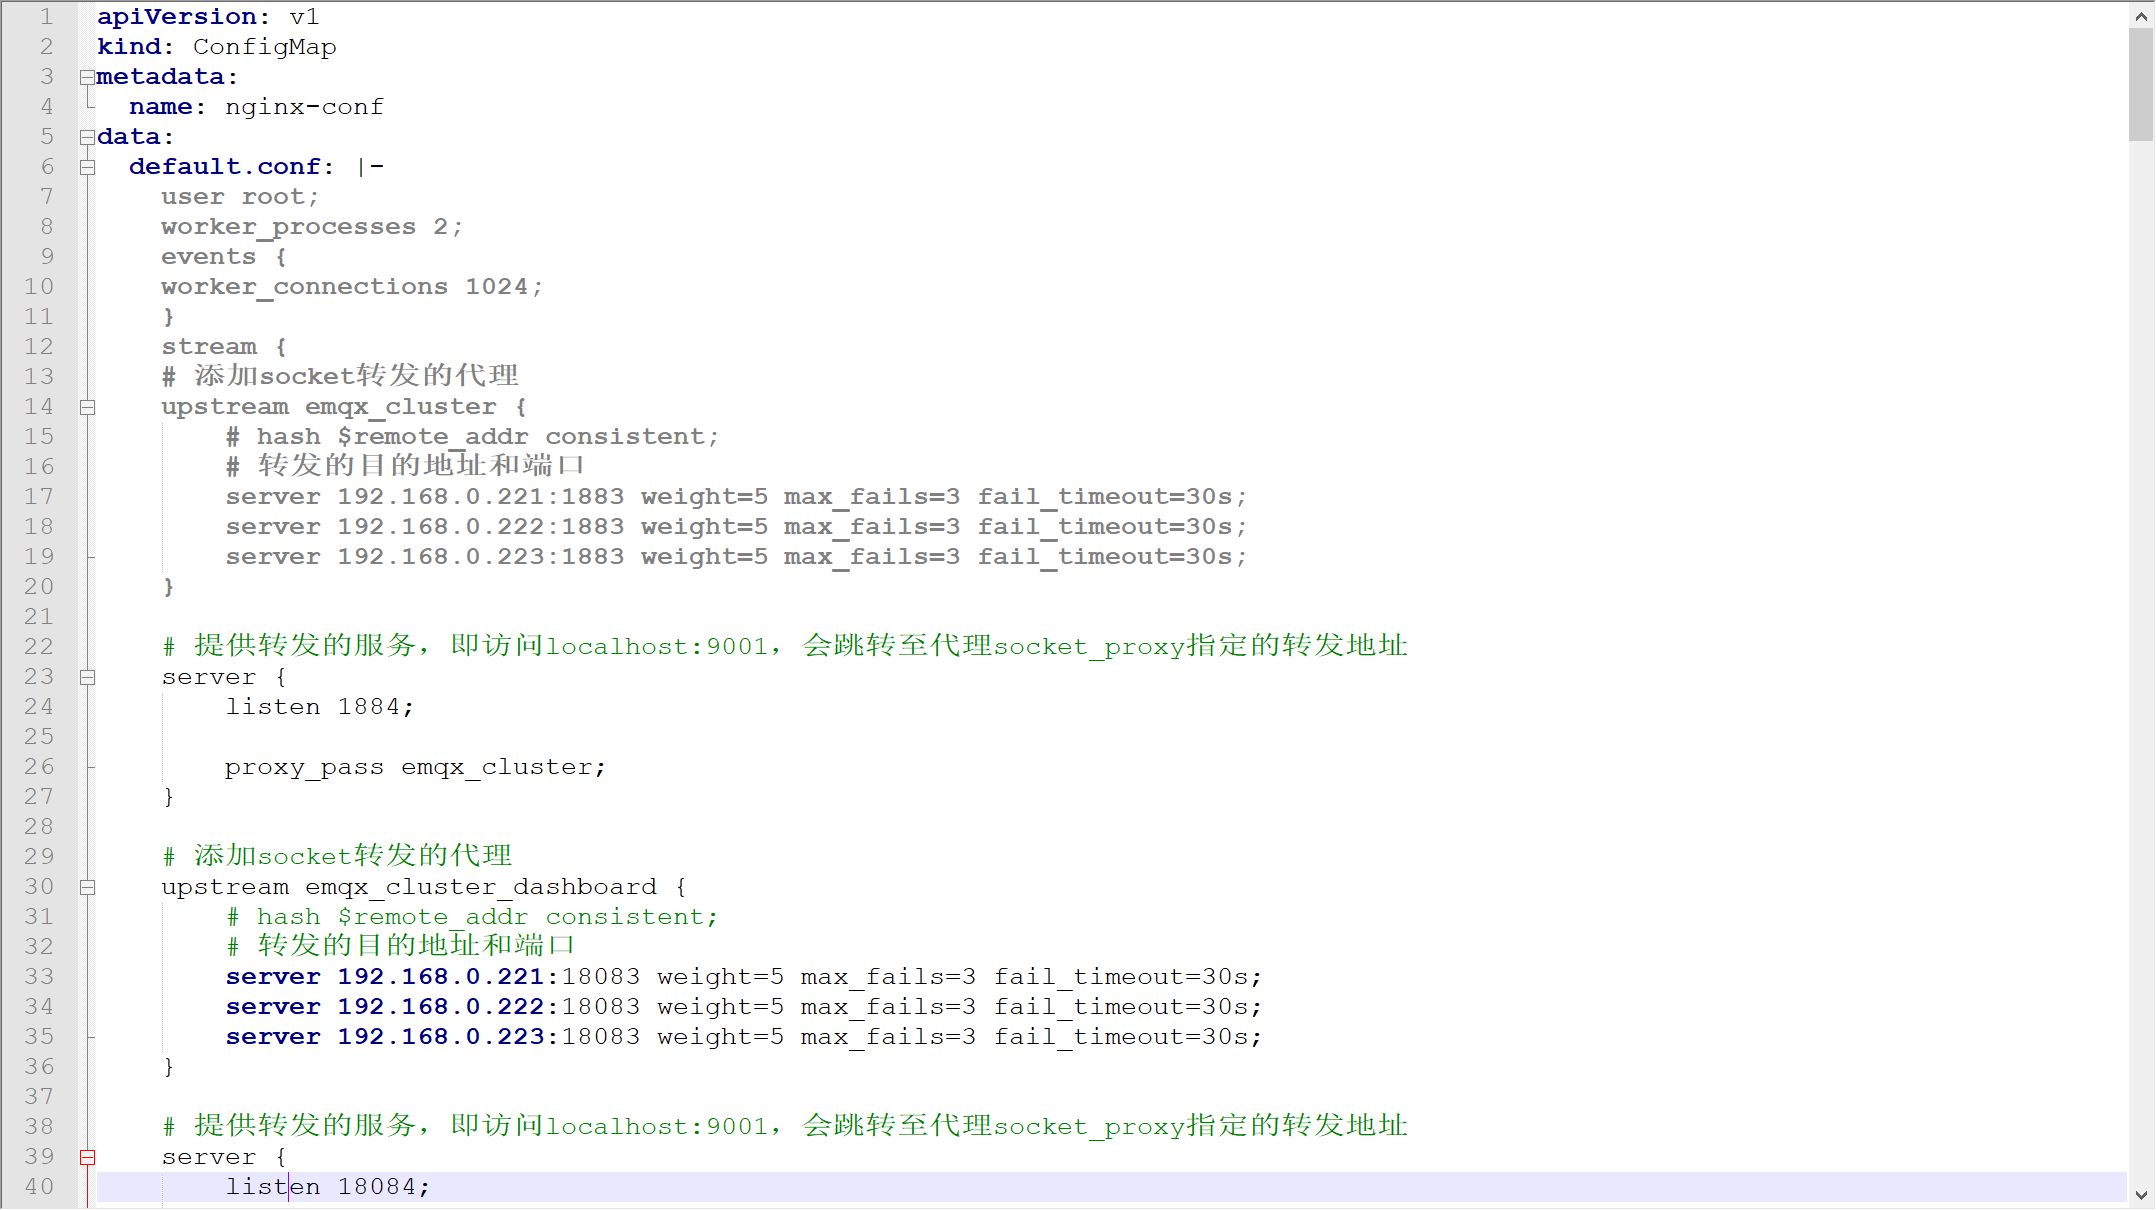 1 apiVersion: v1
2 kind: ConfigMap
3 metadata:
4   name: nginx-conf
5 data:
6   default.conf: |-
7     user root;
8     worker_processes 2;
9     events {
10     worker_connections 1024;
11     }
12     stream {
13     # 添加socket转发的代理
14     upstream emqx_cluster {
15         # hash $remote_addr consistent;
16         # 转发的目的地址和端口
17         server 192.168.0.221:1883 weight=5 max_fails=3 fail_timeout=30s;
18         server 192.168.0.222:1883 weight=5 max_fails=3 fail_timeout=30s;
19         server 192.168.0.223:1883 weight=5 max_fails=3 fail_timeout=30s;
20     }
21
22     # 提供转发的服务，即访问localhost:9001，会跳转至代理socket_proxy指定的转发地址
23     server {
24         listen 1884;
25
26         proxy_pass emqx_cluster;
27     }
28
29     # 添加socket转发的代理
30     upstream emqx_cluster_dashboard {
31         # hash $remote_addr consistent;
32         # 转发的目的地址和端口
33         server 192.168.0.221:18083 weight=5 max_fails=3 fail_timeout=30s;
34         server 192.168.0.222:18083 weight=5 max_fails=3 fail_timeout=30s;
35         server 192.168.0.223:18083 weight=5 max_fails=3 fail_timeout=30s;
36     }
37
38     # 提供转发的服务，即访问localhost:9001，会跳转至代理socket_proxy指定的转发地址
39     server {
40         listen 18084;